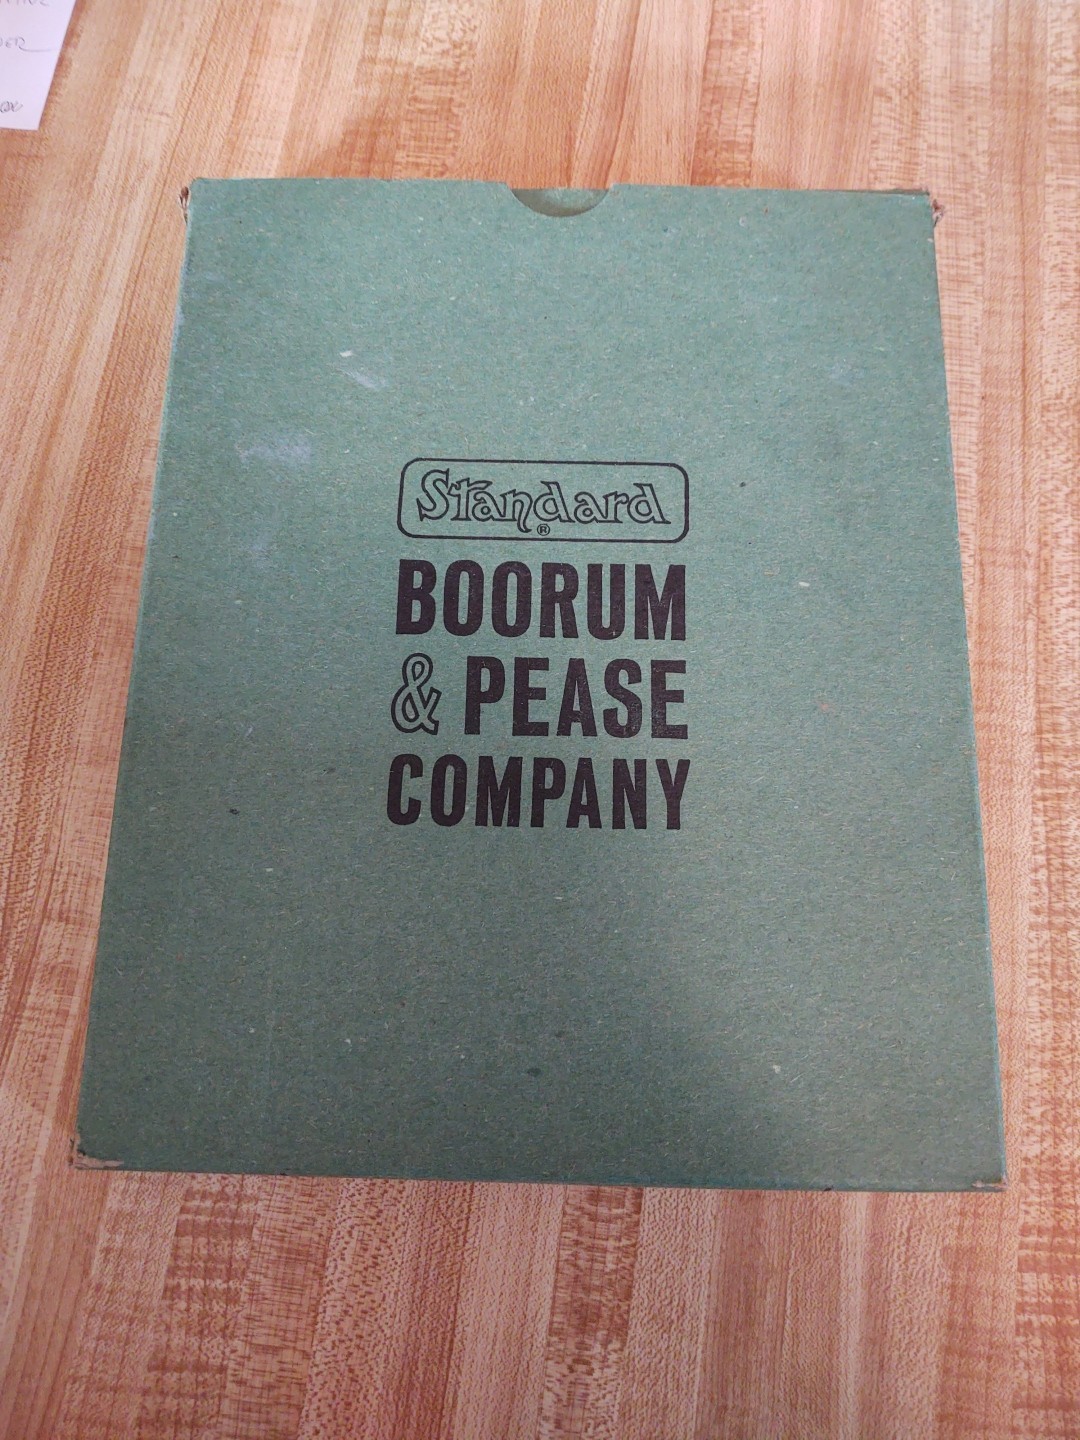 Standard
®
BOORUM
& PEASE
COMPANY